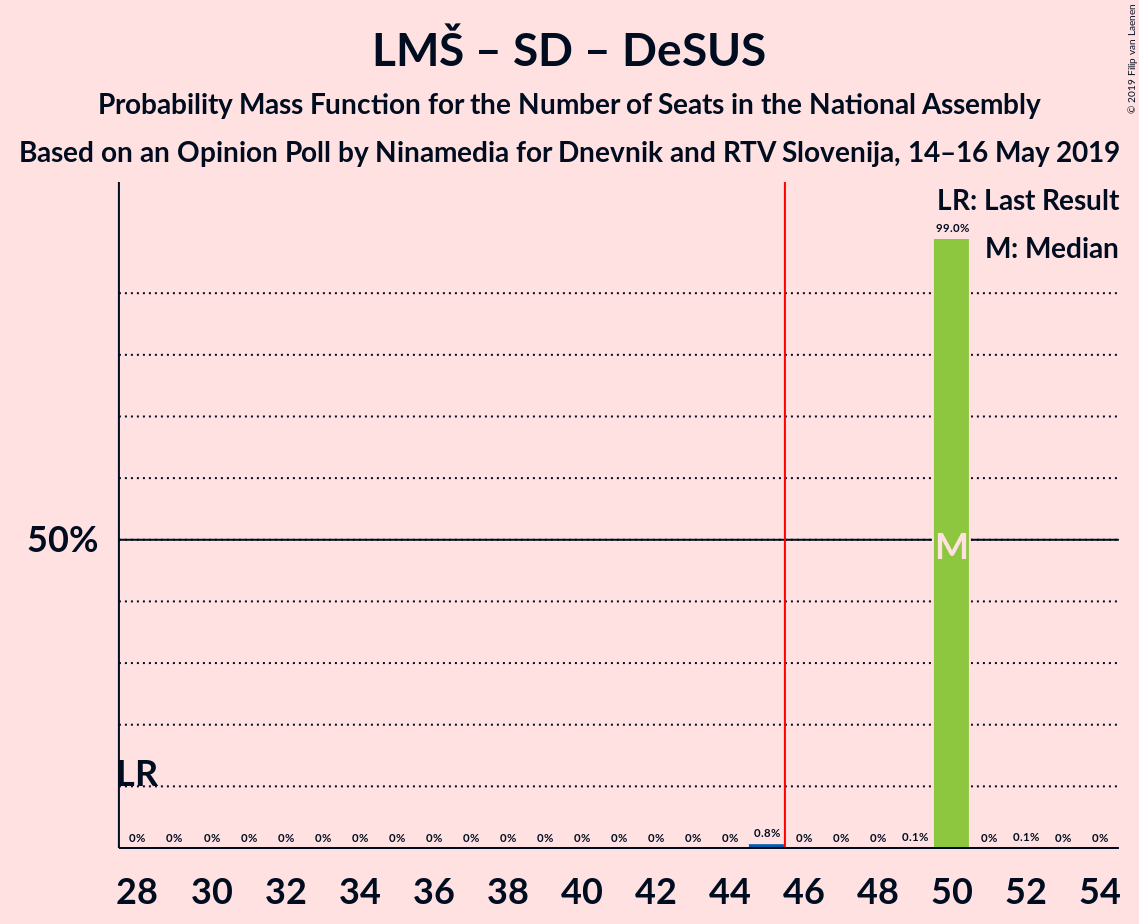 LMŠ – SD – DeSUS
Probability Mass Function for the Number of Seats in the National Assembly
Based on an Opinion Poll by Ninamedia for Dnevnik and RTV Slovenija, 14–16 May 2019
© 2019 Filip van Laenen
LR: Last Result
M: Median
99.0%
50%
M
LR
0% 0% 0% 0% 0% 0% 0% 0% 0% 0% 0% 0% 0% 0% 0% 0% 0% 0.8% 0% 0% 0% 0.1% 0% 0.1% 0% 0%
28 30 32 34 36 38 40 42 44 46 48 50 52 54